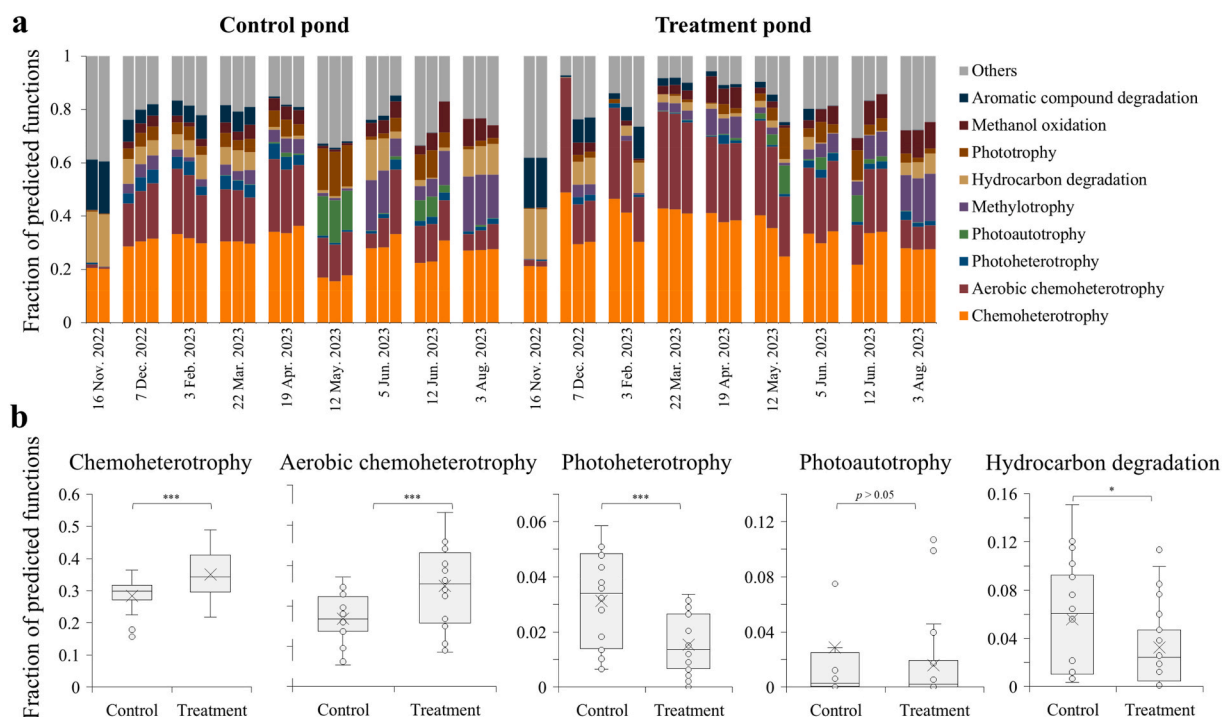 a
Control pond
Treatment pond
Fraction of predicted functions
1
0.8
0.6
0.4
0.2
0
16 Nov. 2022
7 Dec. 2022
3 Feb. 2023
22 Mar. 2023
19 Apr. 2023
12 May. 2023
5 Jun. 2023
12 Jun. 2023
3 Aug. 2023
16 Nov. 2022
7 Dec. 2022
3 Feb. 2023
22 Mar. 2023
19 Apr. 2023
12 May. 2023
5 Jun. 2023
12 Jun. 2023
3 Aug. 2023
Others
Aromatic compound degradation
Methanol oxidation
Phototrophy
Hydrocarbon degradation
Methylotrophy
Photoautotrophy
Photoheterotrophy
Aerobic chemoheterotrophy
Chemoheterotrophy
b
Fraction of predicted functions
Chemoheterotrophy
0.6
0.5
0.4
0.3
0.2
0.1
0
***
Control
Treatment
Aerobic chemoheterotrophy
***
Control
Treatment
Photoheterotrophy
0.06
0.04
0.02
0
***
Control
Treatment
Photoautotrophy
0.12
0.08
0.04
0
p > 0.05
Control
Treatment
Hydrocarbon degradation
0.16
0.12
0.08
0.04
0
*
Control
Treatment